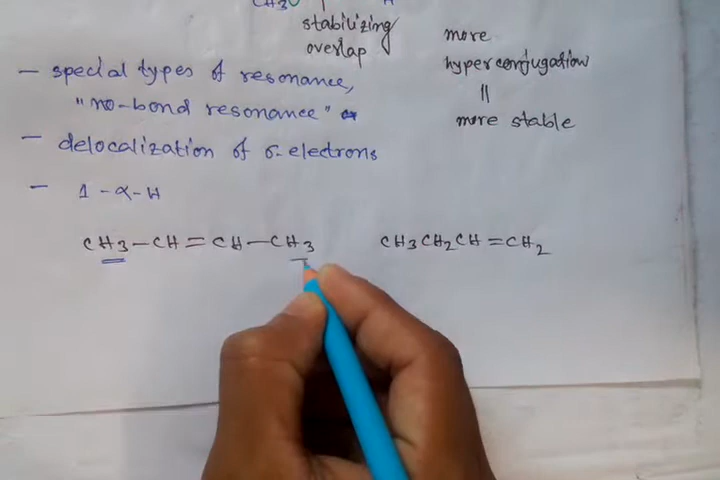 CH3
H
stabilizing
overlap
more
hyperconjugation
=
more stable
- special types of resonance,
"no-bond resonance"
- delocalization of σ-electrons
- 1-α-H
CH3-CH=CH-CH3
CH3CH2CH=CH2